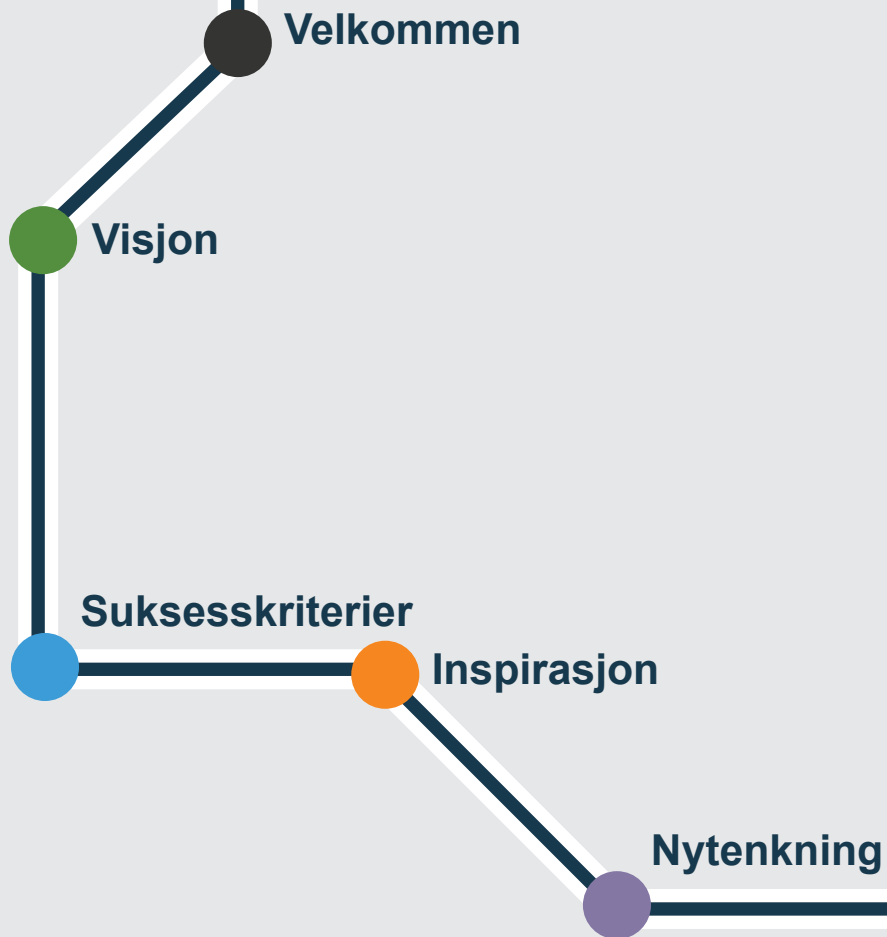 Velkommen
Visjon
Suksesskriterier
Inspirasjon
Nytenkning